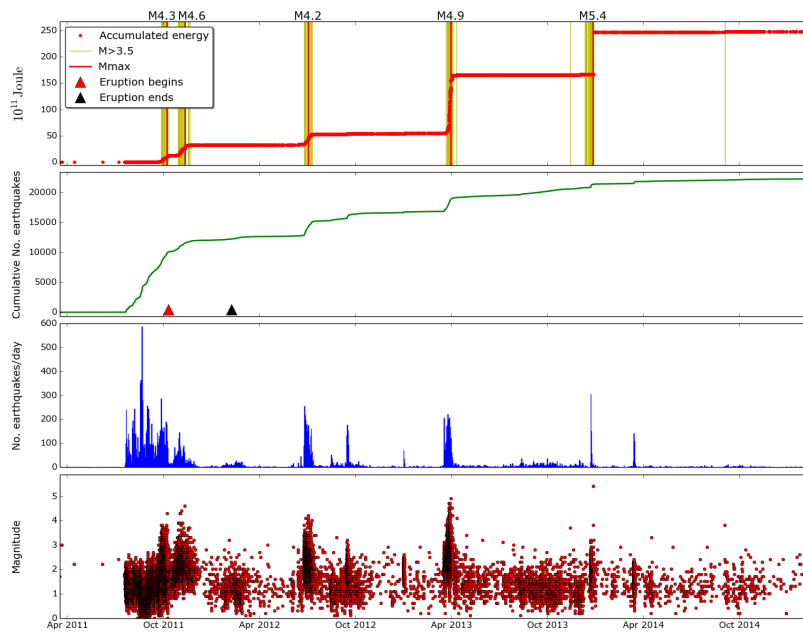 M4.3 M4.6 M4.2 M4.9 M5.4
250
200
150
100
50
0
10¹¹ Joule
Accumulated energy
M>3.5
Mmax
Eruption begins
Eruption ends
20000
15000
10000
5000
0
Cumulative No. earthquakes
600
500
400
300
200
100
0
No. earthquakes/day
5
4
3
2
1
0
Magnitude
Apr 2011 Oct 2011 Apr 2012 Oct 2012 Apr 2013 Oct 2013 Apr 2014 Oct 2014